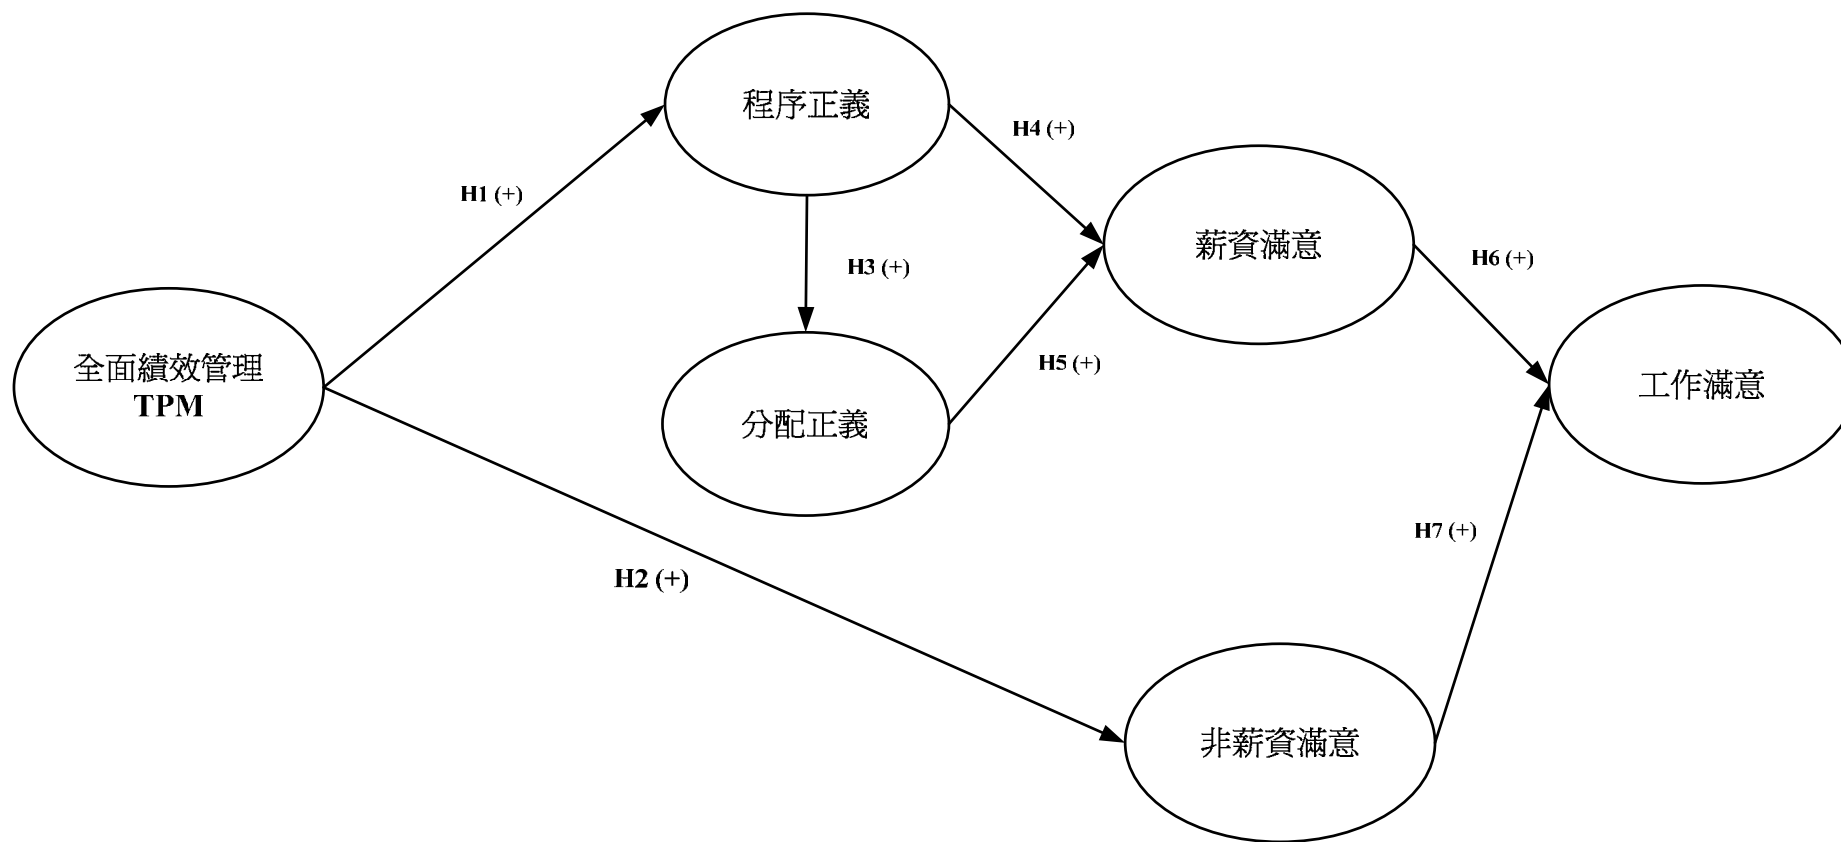 程序正義
H4 (+)
H1 (+)
薪資滿意
H3 (+)
H6 (+)
全面績效管理
TPM
H5 (+)
工作滿意
分配正義
H7 (+)
H2 (+)
非薪資滿意